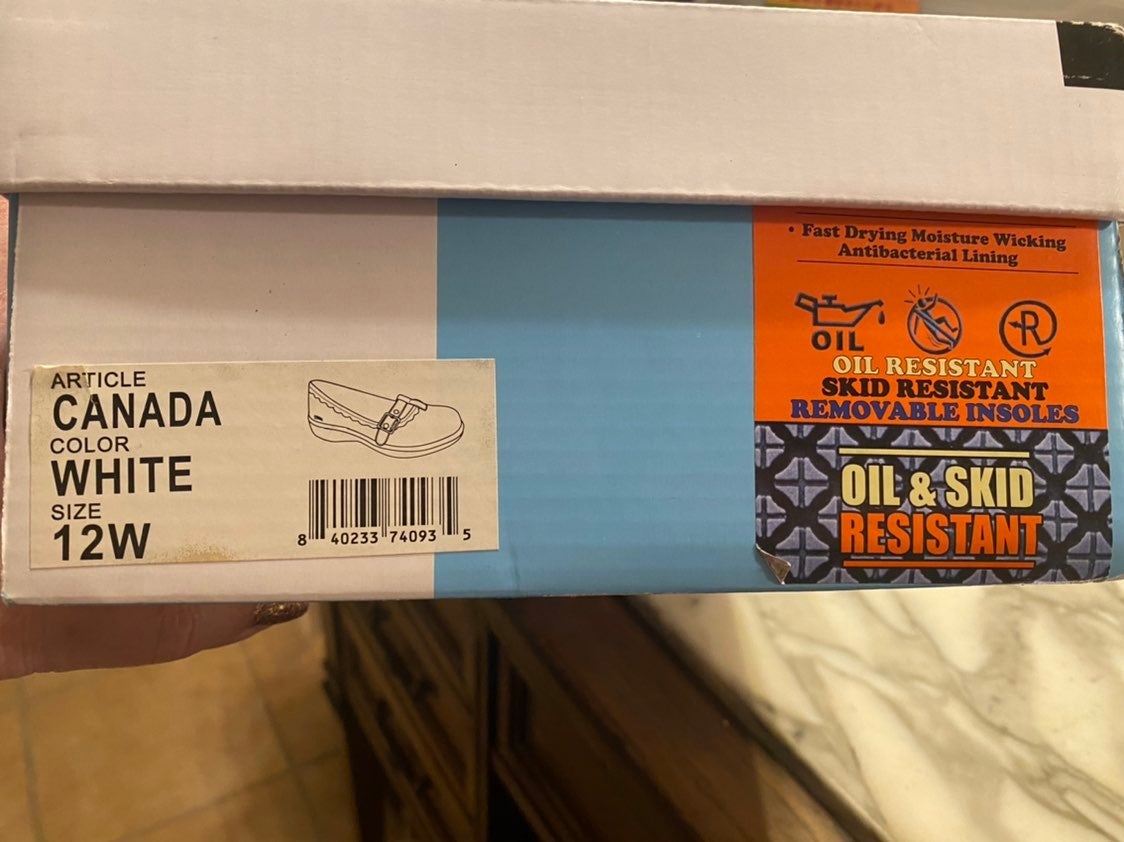 • Fast Drying Moisture Wicking
Antibacterial Lining
OIL
R
OIL RESISTANT
SKID RESISTANT
REMOVABLE INSOLES
OIL & SKID
RESISTANT
ARTICLE
CANADA
COLOR
WHITE
SIZE
12W
8 40233 74093 5